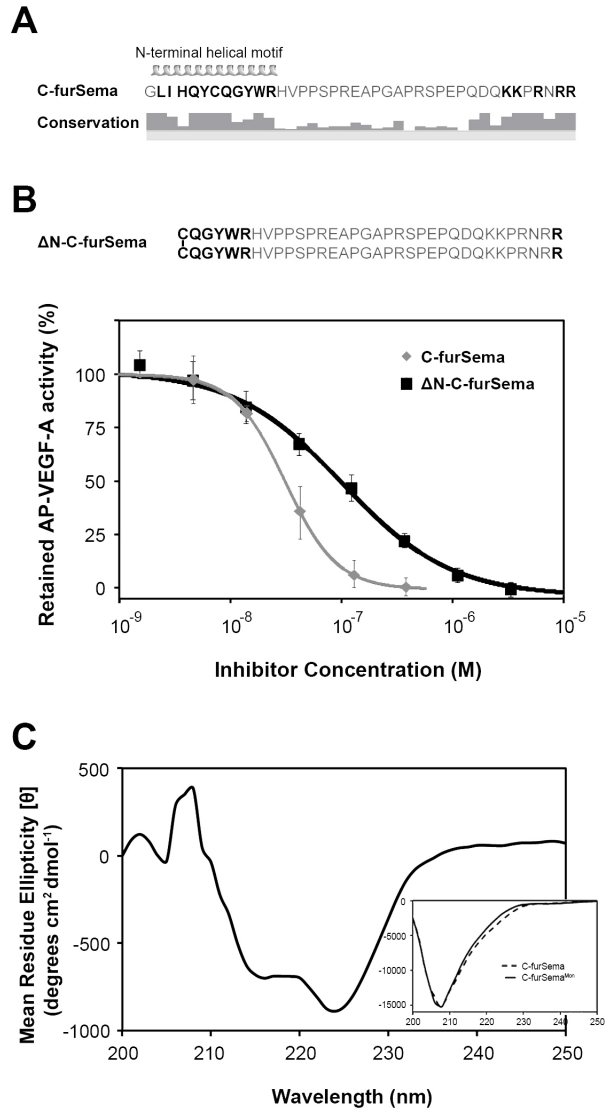 A
N-terminal helical motif
C-furSema GLIHQYCQGYWRHVPPSPREAPGAPRSPEPQDQKKPRNRR
Conservation
B
ΔN-C-furSema
CQGYWRHVPPSPREAPGAPRSPEPQDQKKPRNRR
CQGYWRHVPPSPREAPGAPRSPEPQDQKKPRNRR
Retained AP-VEGF-A activity (%)
100
75
50
25
0
C-furSema
ΔN-C-furSema
10-9 10-8 10-7 10-6 10-5
Inhibitor Concentration (M)
C
Mean Residue Ellipticity [θ]
(degrees cm2 dmol-1)
500
0
-500
-1000
200 210 220 230 240 250
Wavelength (nm)
0
-5000
-10000
-15000
C-furSema
C-furSemaMon
200 210 220 230 240 250